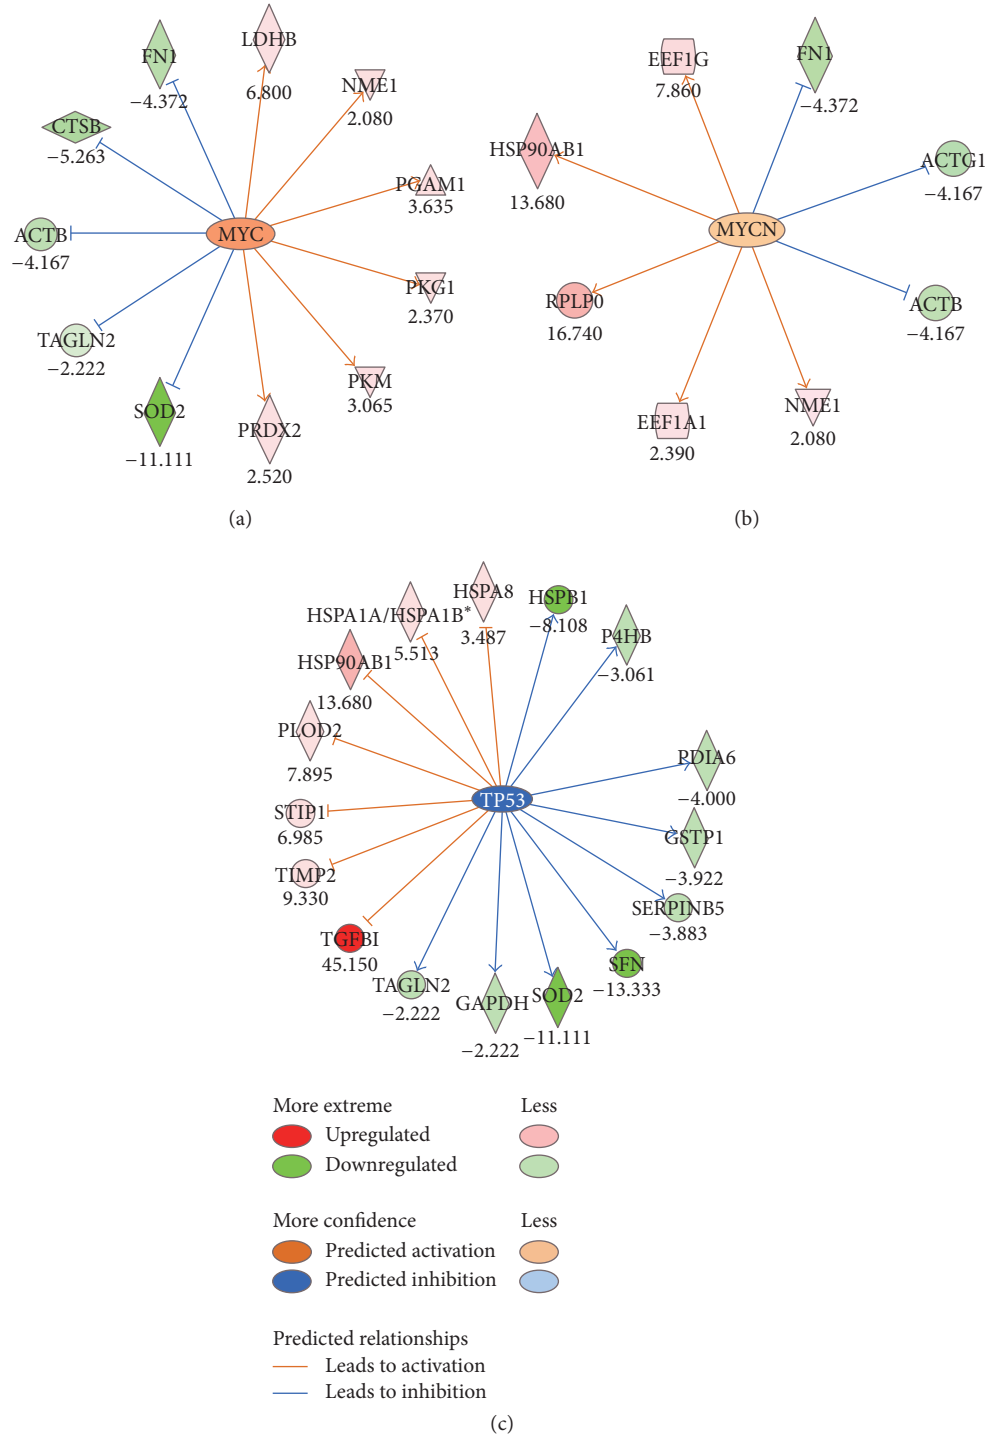 LDHB
6.800
FN1
−4.372
NME1
2.080
CTSB
−5.263
PGAM1
3.635
ACTB
−4.167
MYC
PKG1
2.370
TAGLN2
−2.222
PKM
3.065
SOD2
−11.111
PRDX2
2.520
(a)
EEF1G
7.860
FN1
−4.372
HSP90AB1
13.680
ACTG1
−4.167
MYCN
RPLP0
16.740
ACTB
−4.167
EEF1A1
2.390
NME1
2.080
(b)
HSPA8
3.487
HSPB1
−8.108
HSPA1A/HSPA1B*
5.513
P4HB
−3.061
HSP90AB1
13.680
PLOD2
7.895
PDIA6
−4.000
TP53
STIP1
6.985
GSTP1
−3.922
TIMP2
9.330
SERPINB5
−3.883
TGFBI
45.150
SFN
−13.333
TAGLN2
−2.222
GAPDH
−2.222
SOD2
−11.111
More extreme Less
Upregulated
Downregulated
More confidence Less
Predicted activation
Predicted inhibition
Predicted relationships
Leads to activation
Leads to inhibition
(c)